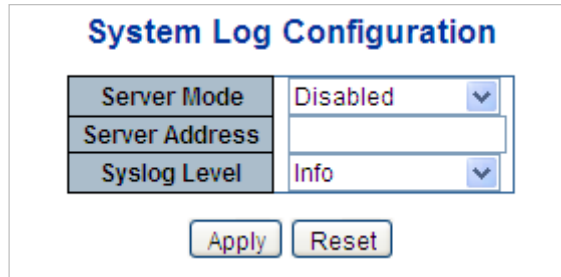 System Log Configuration
Server Mode Disabled
Server Address
Syslog Level Info
Apply Reset